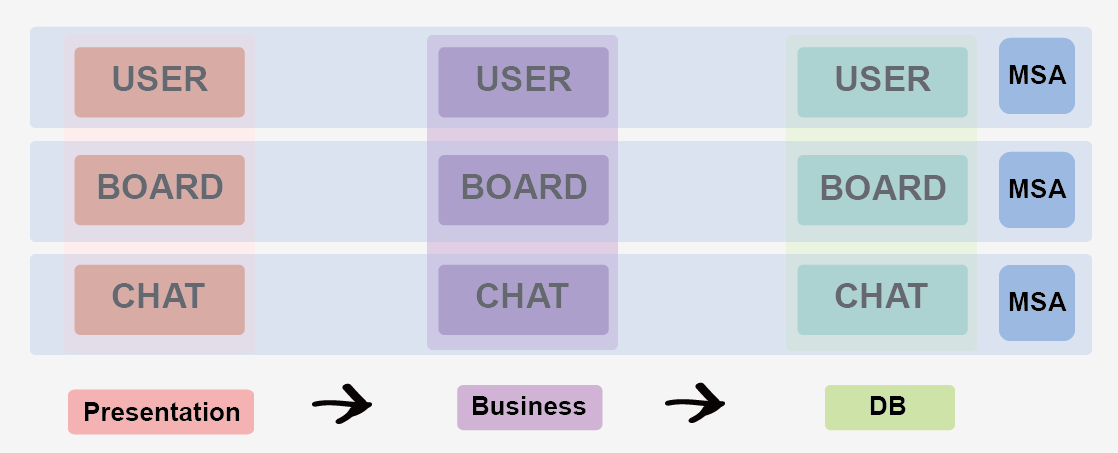 USER USER USER MSA
BOARD BOARD BOARD MSA
CHAT CHAT CHAT MSA
Presentation Business DB